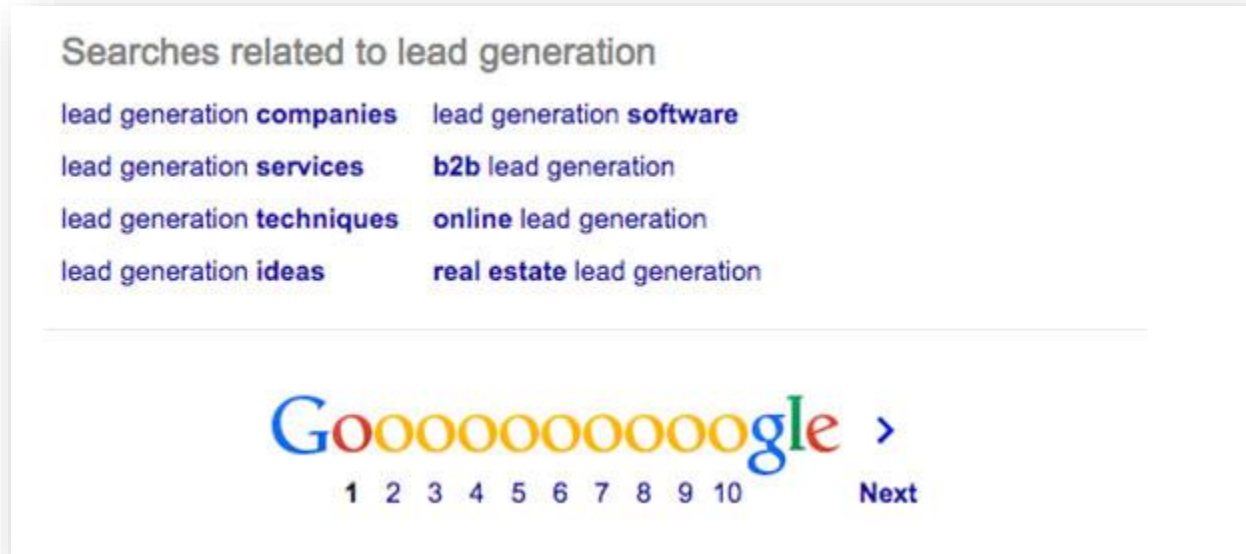 Searches related to lead generation
lead generation companies lead generation software
lead generation services b2b lead generation
lead generation techniques online lead generation
lead generation ideas real estate lead generation
Goooooooooogle >
1 2 3 4 5 6 7 8 9 10 Next